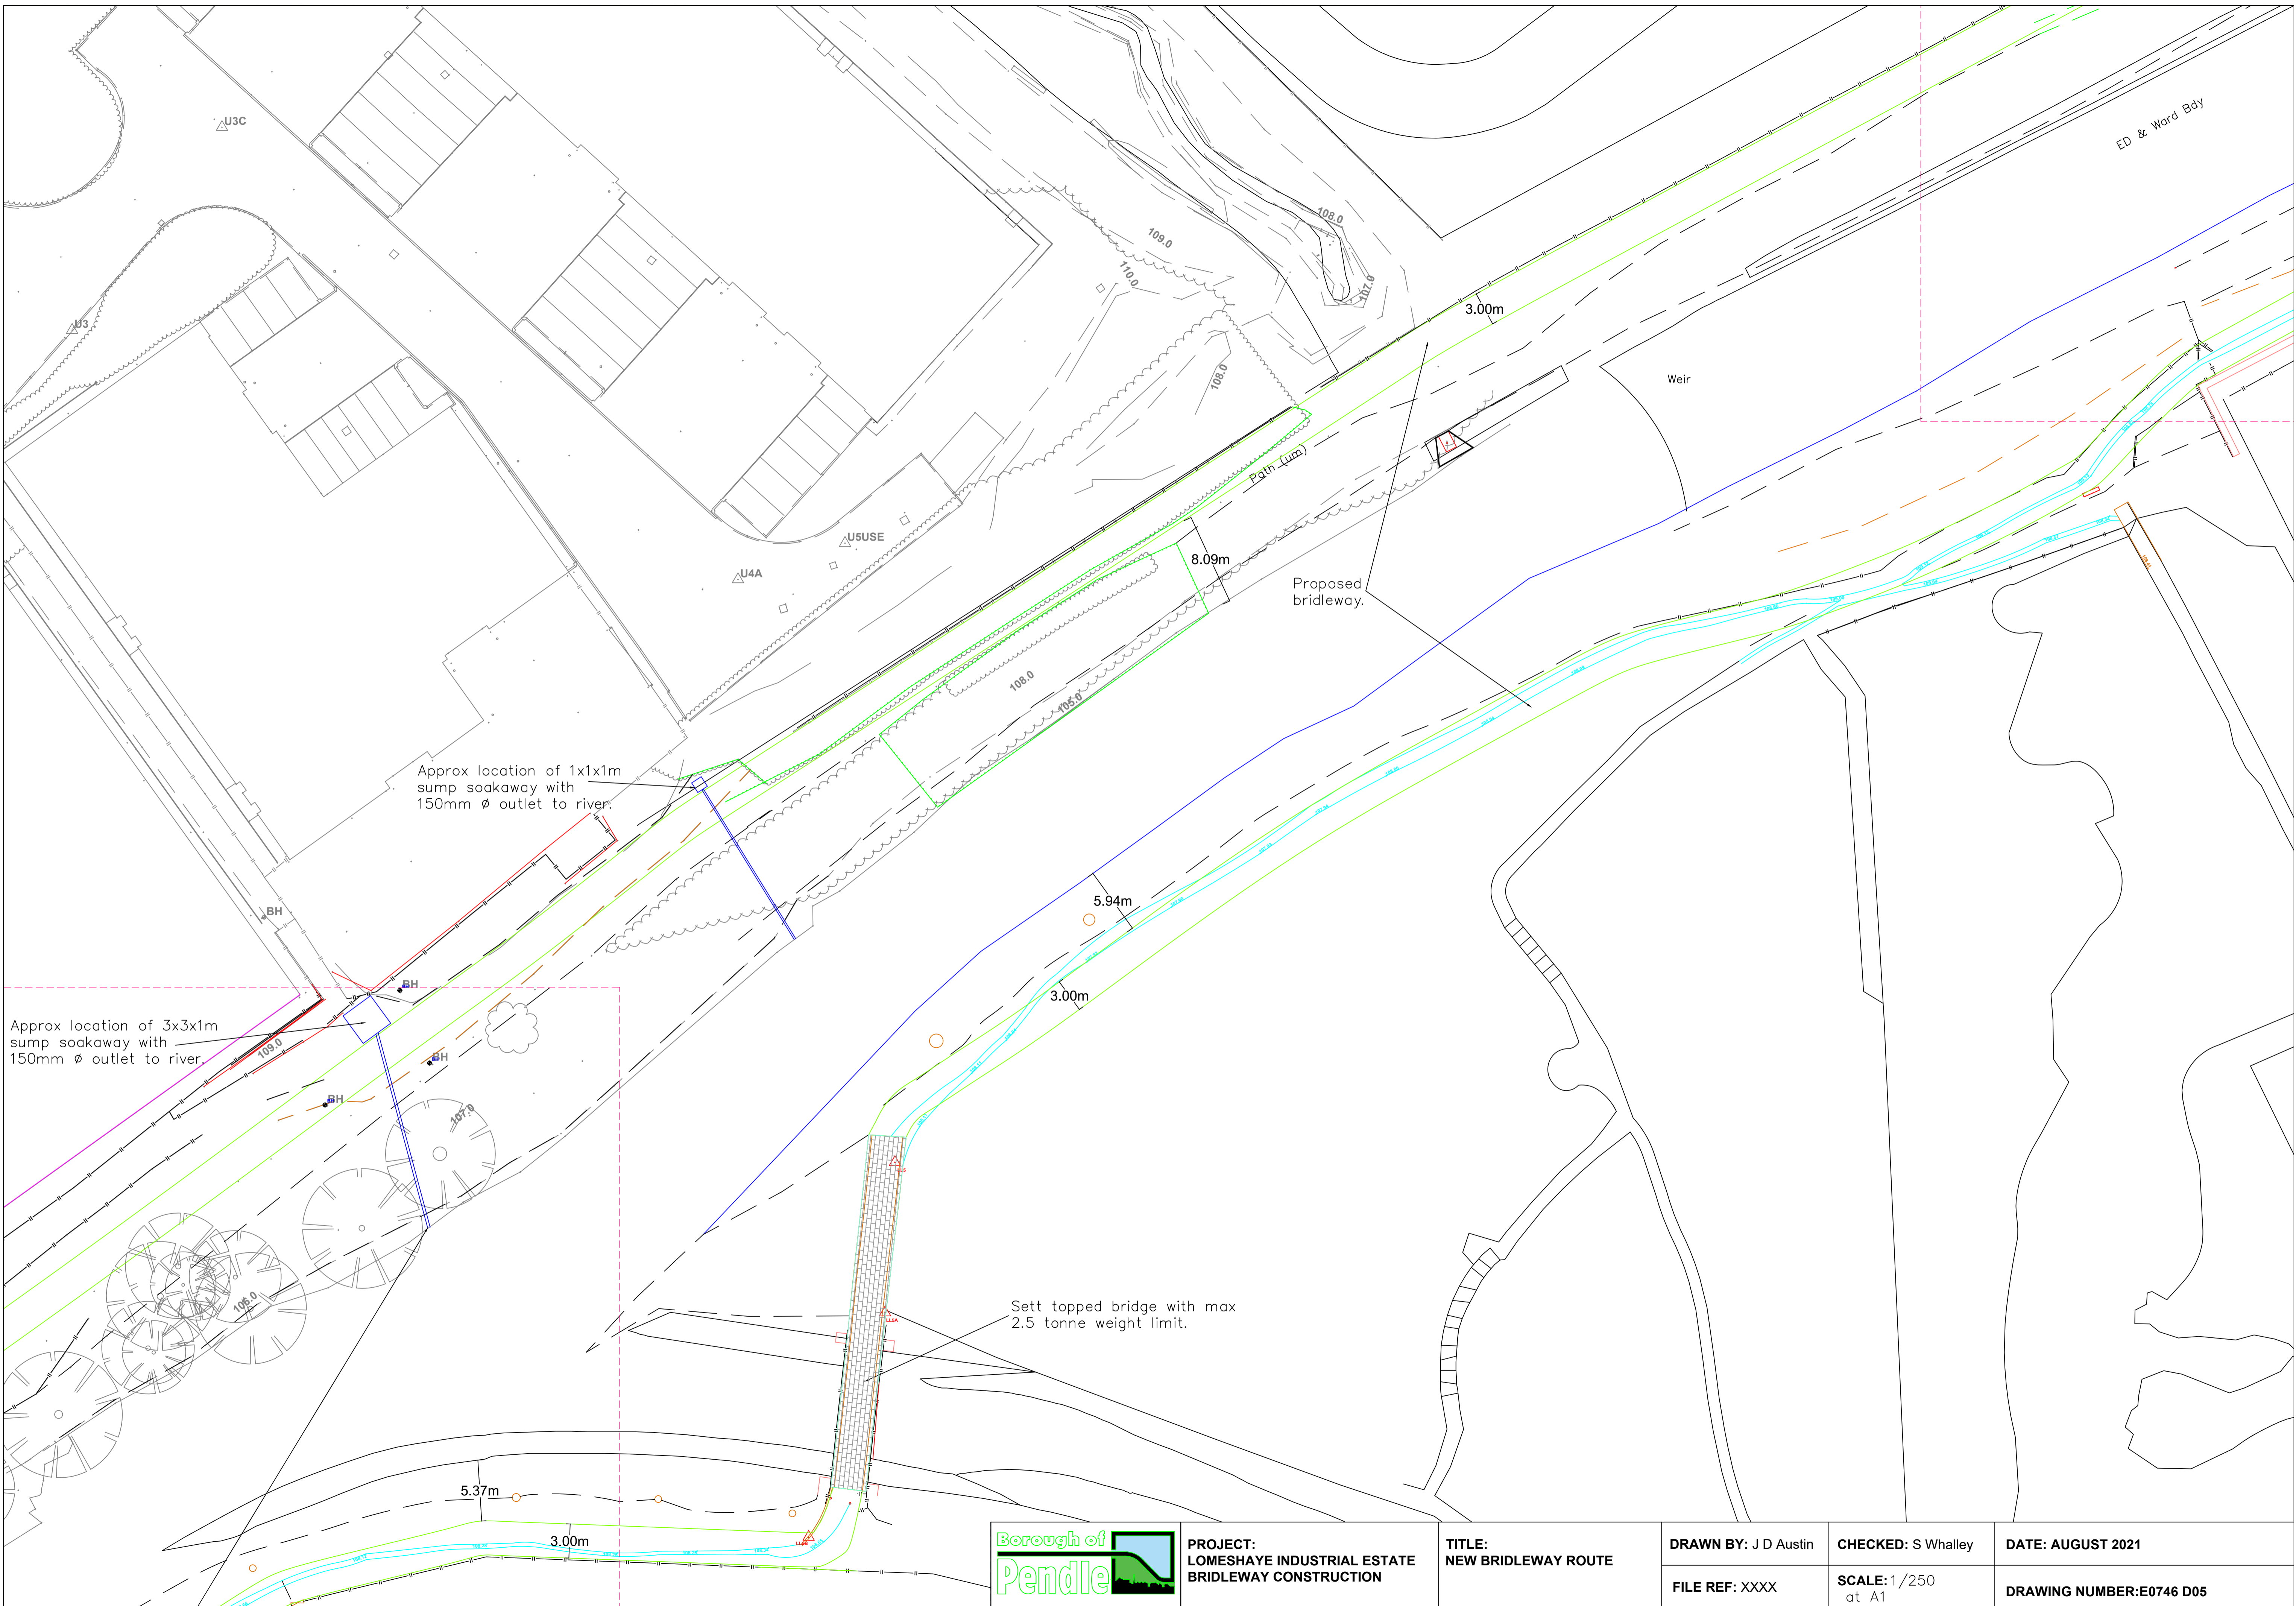 U3C
U3
ED & Ward Bdy
108.0
109.0
110.0
107.0
3.00m
108.0
Weir
Path (um)
U5USE
U4A
8.09m
Proposed
bridleway.
108.0
105.0
Approx location of 1x1x1m
sump soakaway with
150mm ø outlet to river.
5.94m
BH
BH
3.00m
Approx location of 3x3x1m
sump soakaway with
150mm ø outlet to river.
109.0
BH
BH
107.0
106.0
Sett topped bridge with max
2.5 tonne weight limit.
LL5A
5.37m
3.00m
Borough of
Pendle
PROJECT:
LOMESHAYE INDUSTRIAL ESTATE
BRIDLEWAY CONSTRUCTION
TITLE:
NEW BRIDLEWAY ROUTE
DRAWN BY: J D Austin
CHECKED: S Whalley
DATE: AUGUST 2021
FILE REF: XXXX
SCALE: 1/250
at A1
DRAWING NUMBER:E0746 D05